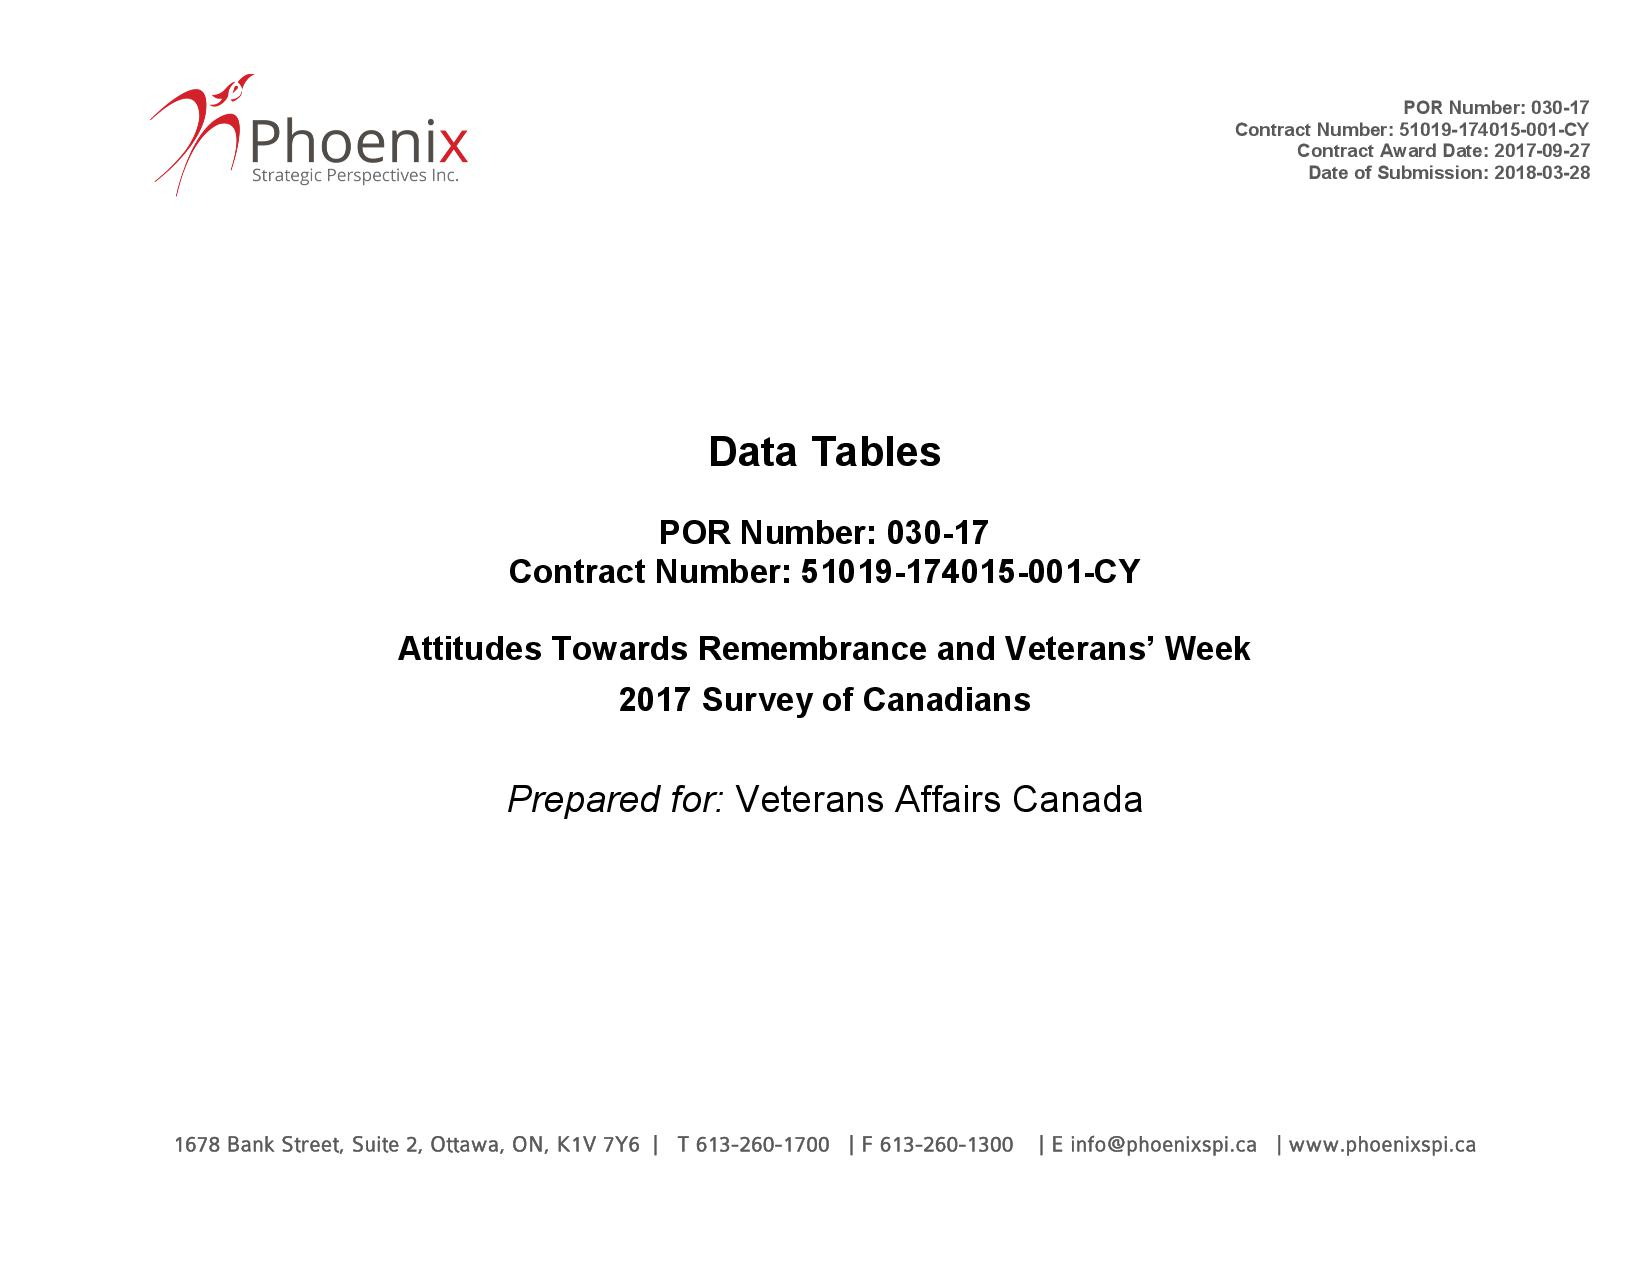 Phoenix
Strategic Perspectives Inc.
POR Number: 030-17
Contract Number: 51019-174015-001-CY
Contract Award Date: 2017-09-27
Date of Submission: 2018-03-28
Data Tables
POR Number: 030-17
Contract Number: 51019-174015-001-CY
Attitudes Towards Remembrance and Veterans’ Week
2017 Survey of Canadians
Prepared for: Veterans Affairs Canada
1678 Bank Street, Suite 2, Ottawa, ON, K1V 7Y6 | T 613-260-1700 | F 613-260-1300 | E info@phoenixspi.ca | www.phoenixspi.ca